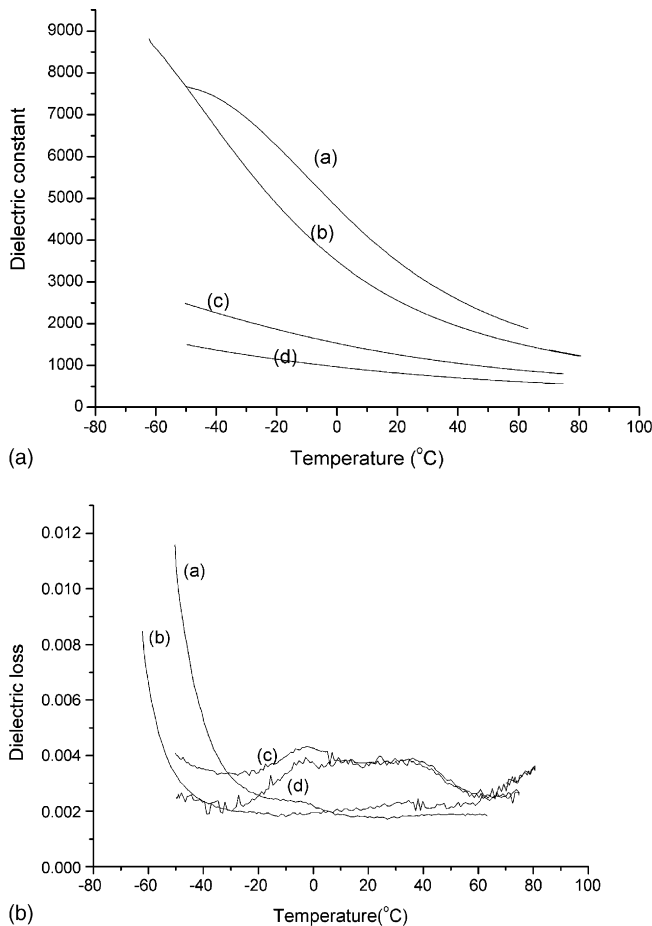 9000
8000
7000
6000
5000
4000
3000
2000
1000
0
Dielectric constant
(a)
(b)
(c)
(d)
-80 -60 -40 -20 0 20 40 60 80 100
Temperature (°C)
(a)
0.012
0.010
0.008
0.006
0.004
0.002
0.000
Dielectric loss
(a)
(b)
(c)
(d)
-80 -60 -40 -20 0 20 40 60 80 100
Temperature(°C)
(b)